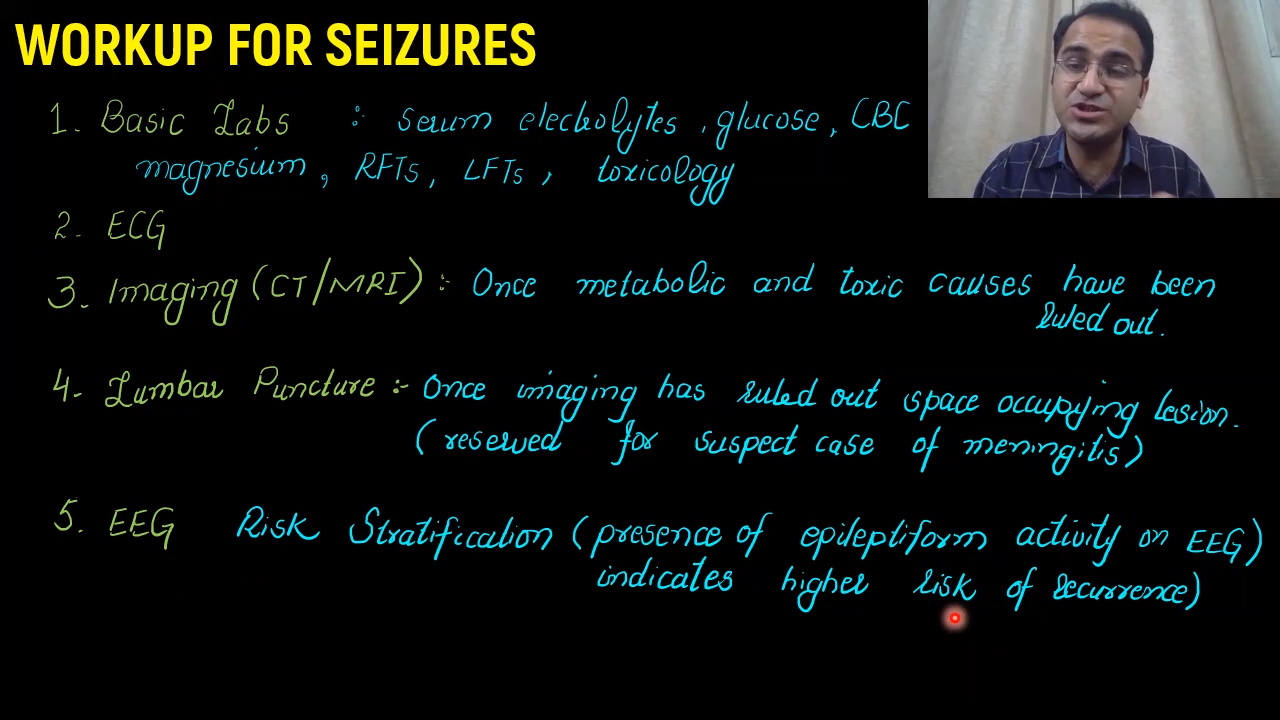 WORKUP FOR SEIZURES
1. Basic Labs :- serum electrolytes, glucose, CBC
magnesium, RFTs, LFTs, toxicology
2. ECG
3. Imaging (CT/MRI) :- Once metabolic and toxic causes have been
ruled out.
4. Lumbar Puncture :- Once imaging has ruled out space occupying lesion.
(reserved for suspect case of meningitis)
5. EEG Risk Stratification (presence of epileptiform activity on EEG)
indicates higher risk of recurrence)